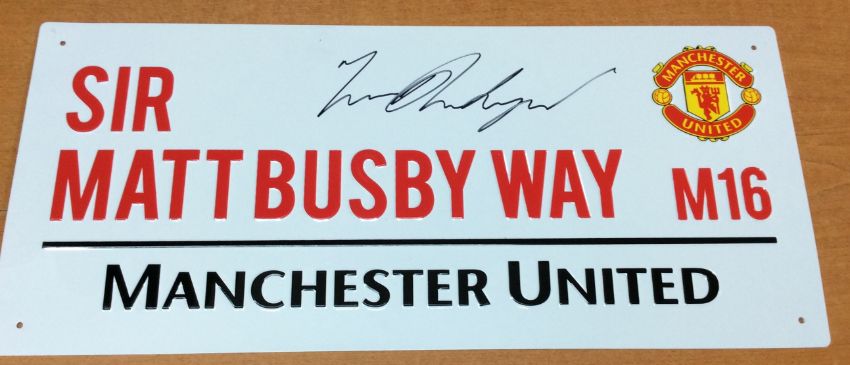 SIR
MATT BUSBY WAY M16
MANCHESTER UNITED
MANCHESTER UNITED